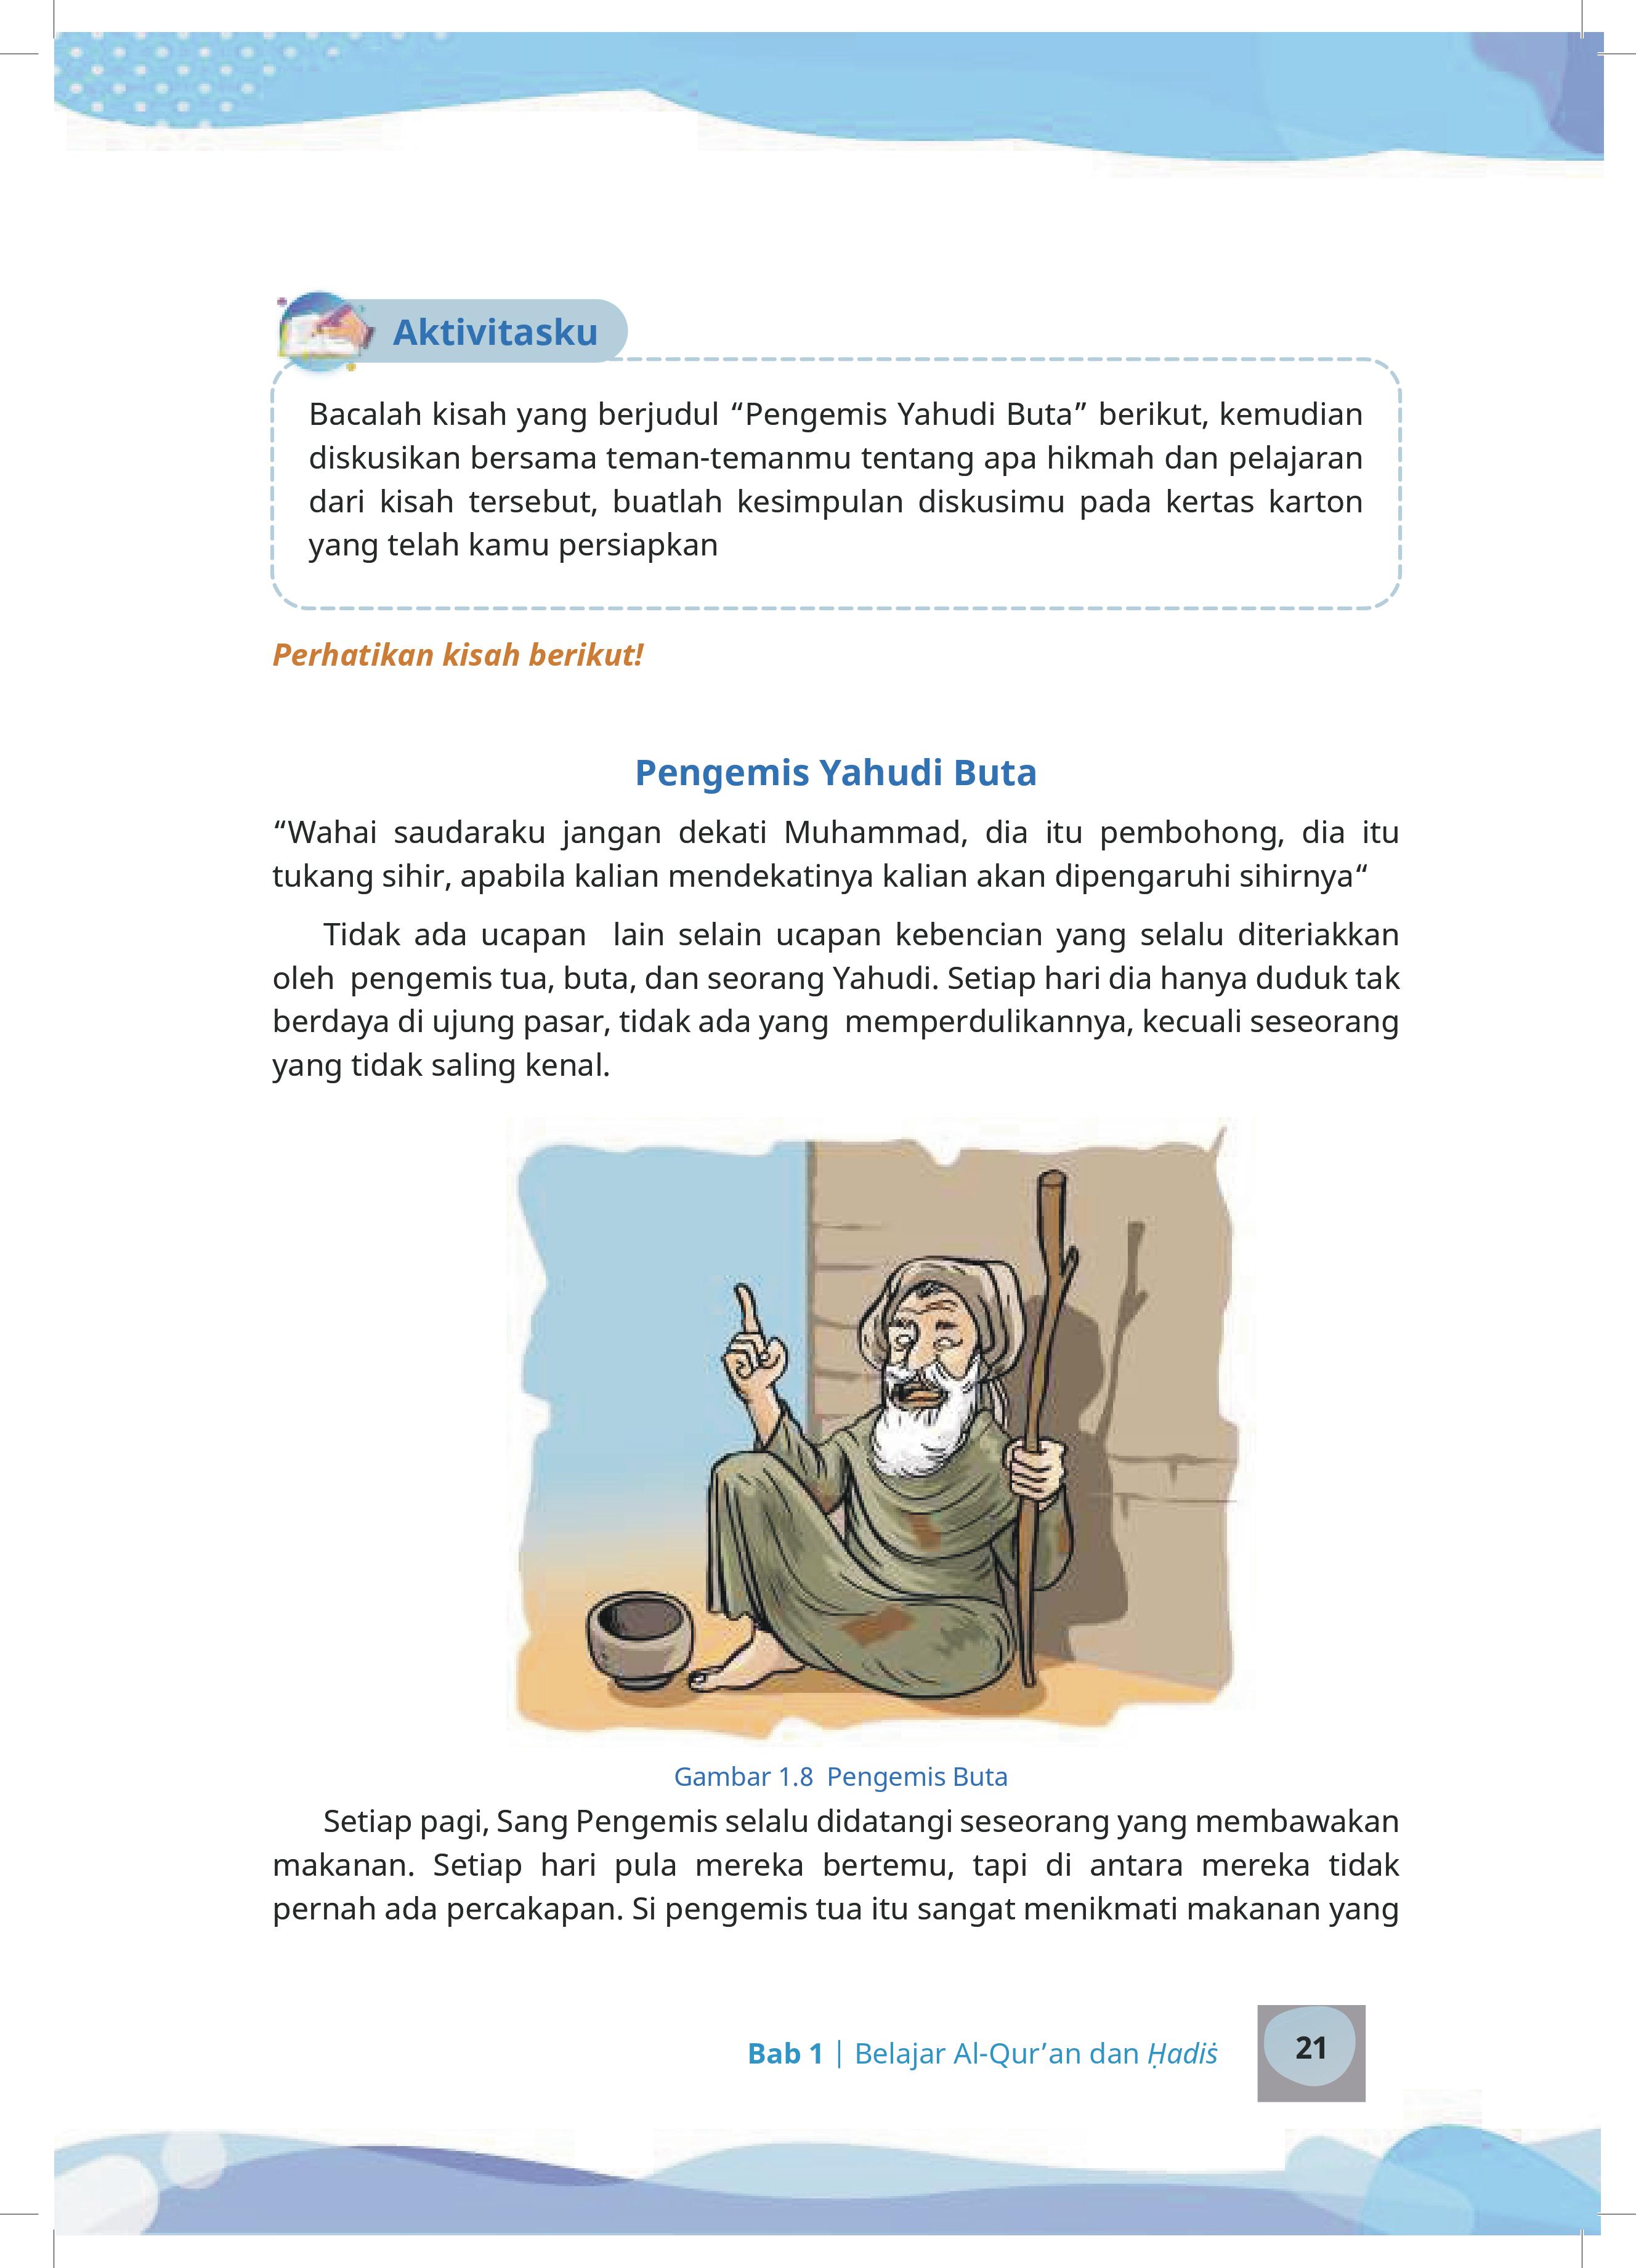 Aktivitasku
Bacalah kisah yang berjudul “Pengemis Yahudi Buta” berikut, kemudian
diskusikan bersama teman-temanmu tentang apa hikmah dan pelajaran
dari kisah tersebut, buatlah kesimpulan diskusimu pada kertas karton
yang telah kamu persiapkan
Perhatikan kisah berikut!
Pengemis Yahudi Buta
“Wahai saudaraku jangan dekati Muhammad, dia itu pembohong, dia itu
tukang sihir, apabila kalian mendekatinya kalian akan dipengaruhi sihirnya“
Tidak ada ucapan lain selain ucapan kebencian yang selalu diteriakkan
oleh pengemis tua, buta, dan seorang Yahudi. Setiap hari dia hanya duduk tak
berdaya di ujung pasar, tidak ada yang memperdulikannya, kecuali seseorang
yang tidak saling kenal.
Gambar 1.8 Pengemis Buta
Setiap pagi, Sang Pengemis selalu didatangi seseorang yang membawakan
makanan. Setiap hari pula mereka bertemu, tapi di antara mereka tidak
pernah ada percakapan. Si pengemis tua itu sangat menikmati makanan yang
Bab 1 | Belajar Al-Qur’an dan Ḥadiṡ
21